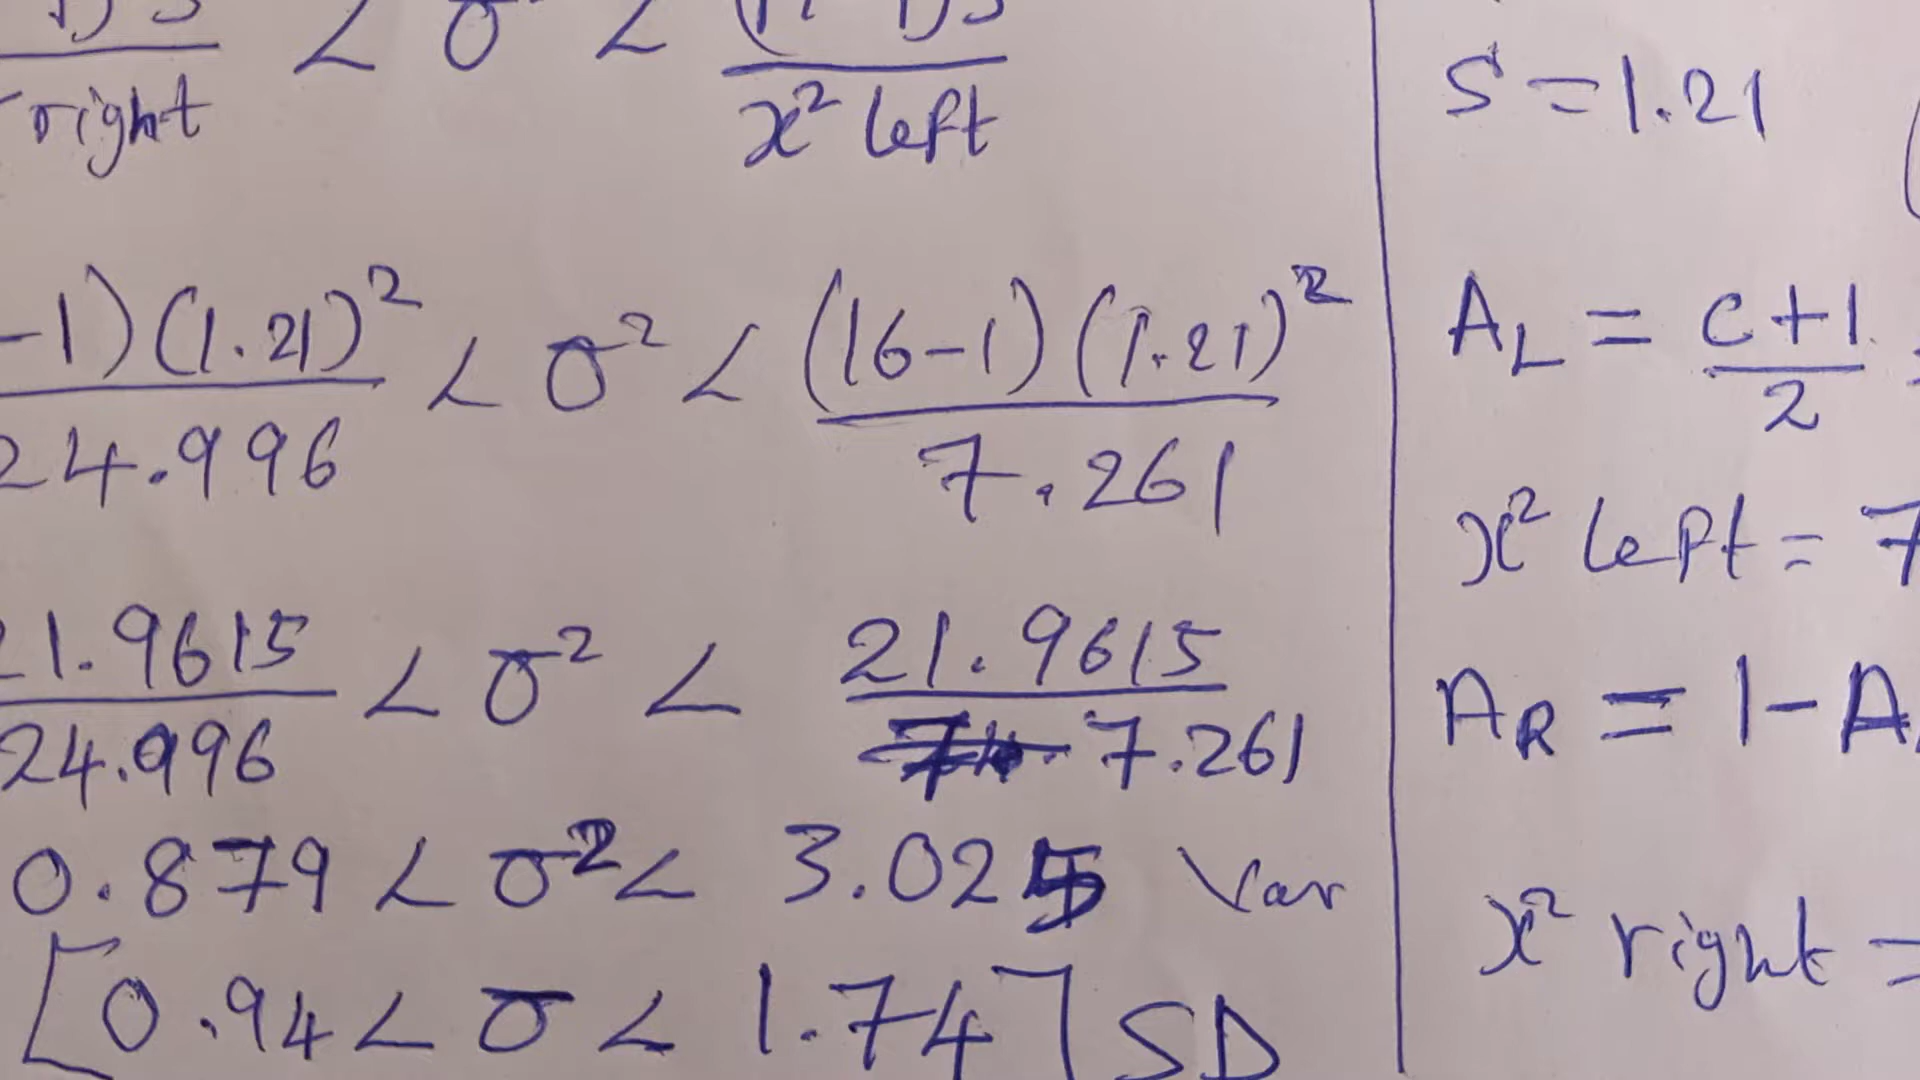 < σ <
right x² left
-1)(1.21)² < σ² < (16-1)(1.21)²
24.996 7.261
21.9615 < σ² < 21.9615
24.996 7.261
0.879 < σ² < 3.025 Var
[0.94 < σ < 1.74] SD
S = 1.21
A_L = C+1
2
x² left = 7
A_R = 1 - A
x² right =